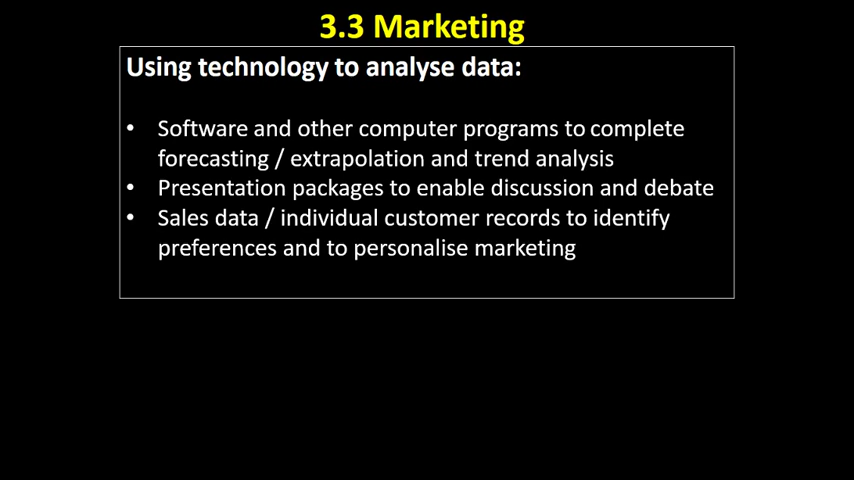 3.3 Marketing
Using technology to analyse data:
• Software and other computer programs to complete
forecasting / extrapolation and trend analysis
• Presentation packages to enable discussion and debate
• Sales data / individual customer records to identify
preferences and to personalise marketing